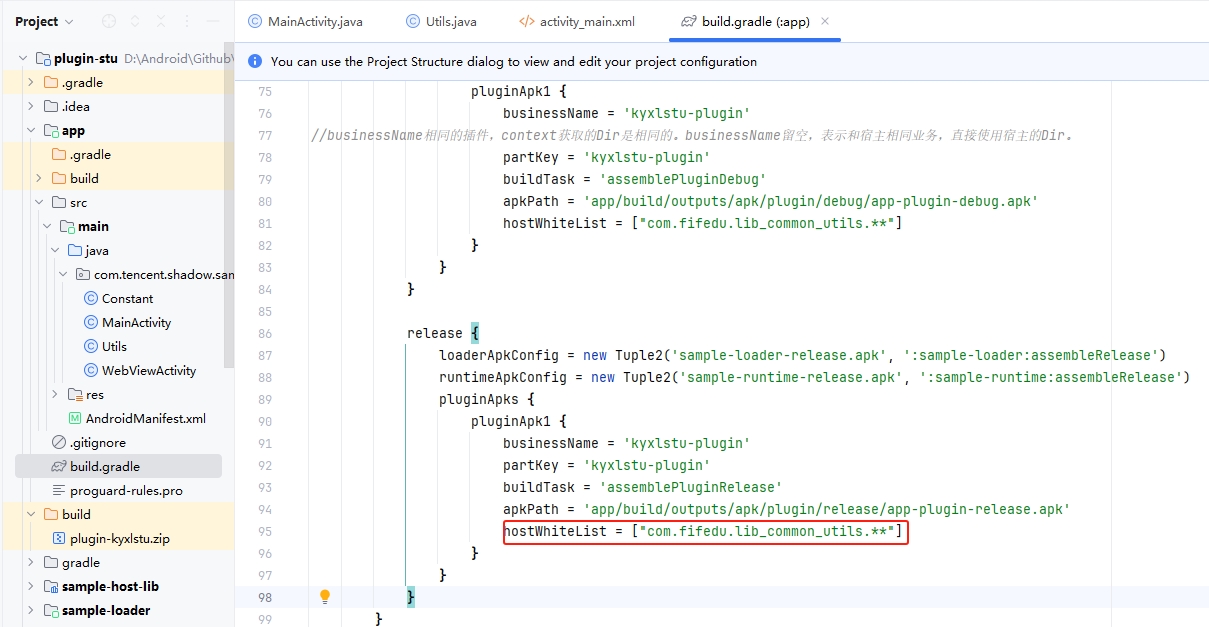 Project
MainActivity.java
Utils.java
activity_main.xml
build.gradle (:app)
You can use the Project Structure dialog to view and edit your project configuration
plugin-stu D:\Android\Github\
.gradle
.idea
app
.gradle
build
src
main
java
com.tencent.shadow.sam
Constant
MainActivity
Utils
WebViewActivity
res
AndroidManifest.xml
.gitignore
build.gradle
proguard-rules.pro
build
plugin-kyxlstu.zip
gradle
sample-host-lib
sample-loader
75 pluginApk1 {
76 businessName = 'kyxlstu-plugin'
77 //businessName相同的插件，context获取的Dir是相同的。businessName留空，表示和宿主相同业务，直接使用宿主的Dir。
78 partKey = 'kyxlstu-plugin'
79 buildTask = 'assemblePluginDebug'
80 apkPath = 'app/build/outputs/apk/plugin/debug/app-plugin-debug.apk'
81 hostWhiteList = ["com.fifedu.lib_common_utils.**"]
82 }
83 }
84 }
85
86 release {
87 loaderApkConfig = new Tuple2('sample-loader-release.apk', ':sample-loader:assembleRelease')
88 runtimeApkConfig = new Tuple2('sample-runtime-release.apk', ':sample-runtime:assembleRelease')
89 pluginApks {
90 pluginApk1 {
91 businessName = 'kyxlstu-plugin'
92 partKey = 'kyxlstu-plugin'
93 buildTask = 'assemblePluginRelease'
94 apkPath = 'app/build/outputs/apk/plugin/release/app-plugin-release.apk'
95 hostWhiteList = ["com.fifedu.lib_common_utils.**"]
96 }
97 }
98 }
99 }